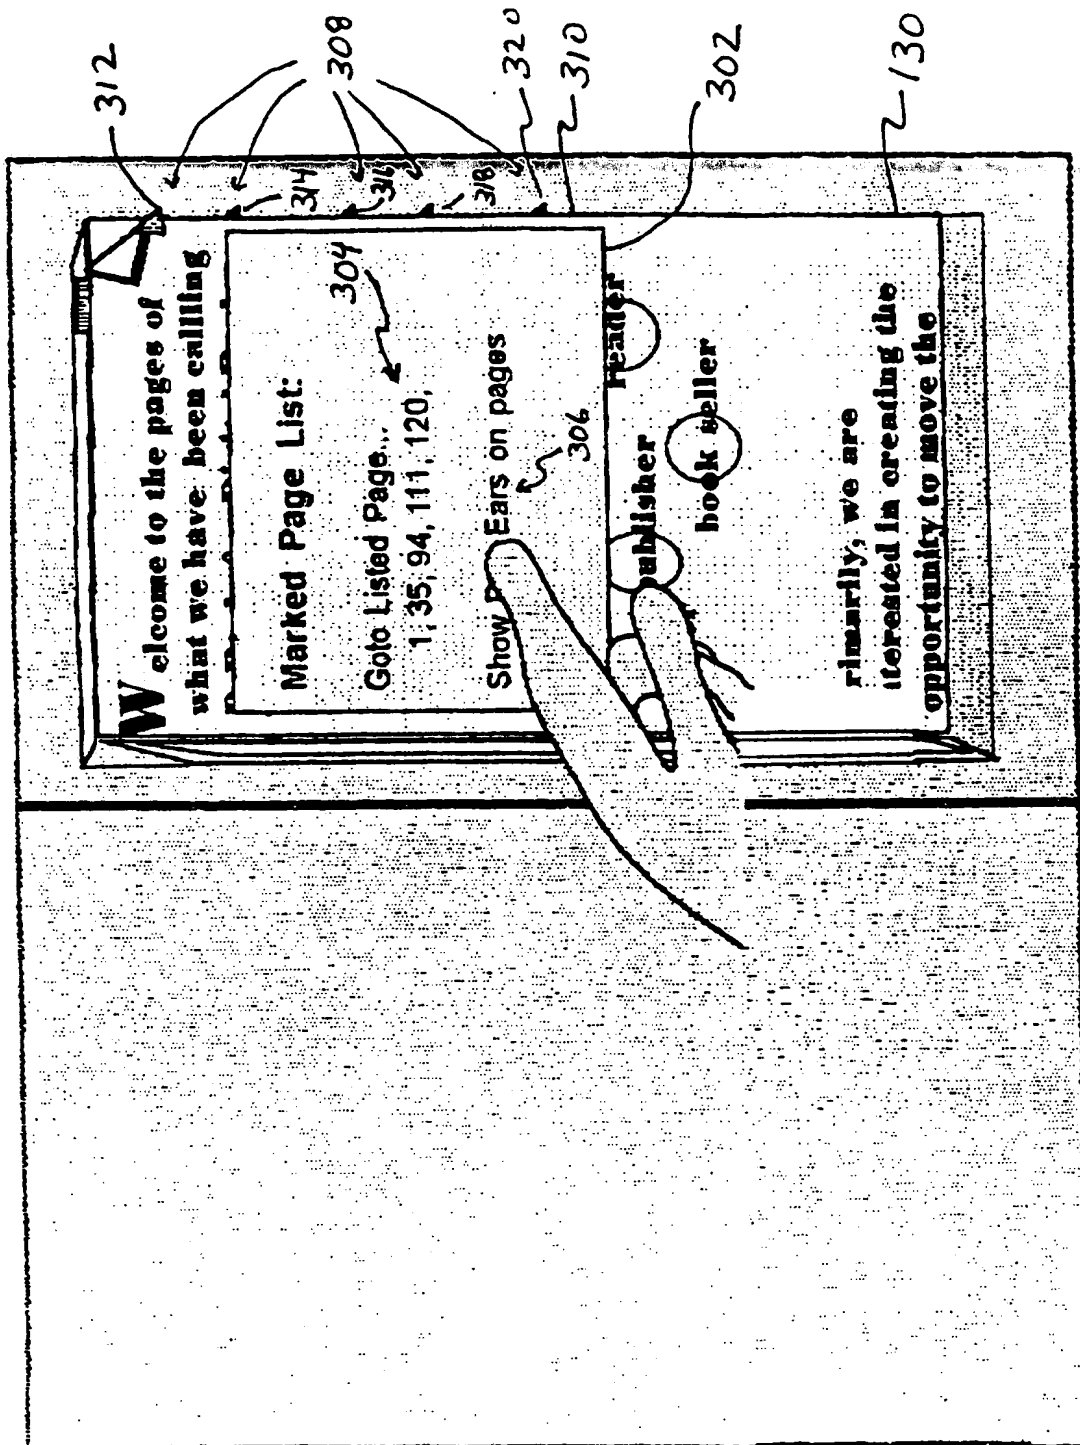 312
Welcome to the pages of
what we have been calling
308
Marked Page List:
314
304
Goto Listed Page...
316
1, 35, 94, 111, 120,
318
Show Ears on pages
320
306
310
reader
ublisher
book seller
302
rimarily, we are
iterested in creating the
130
opportunity to move the